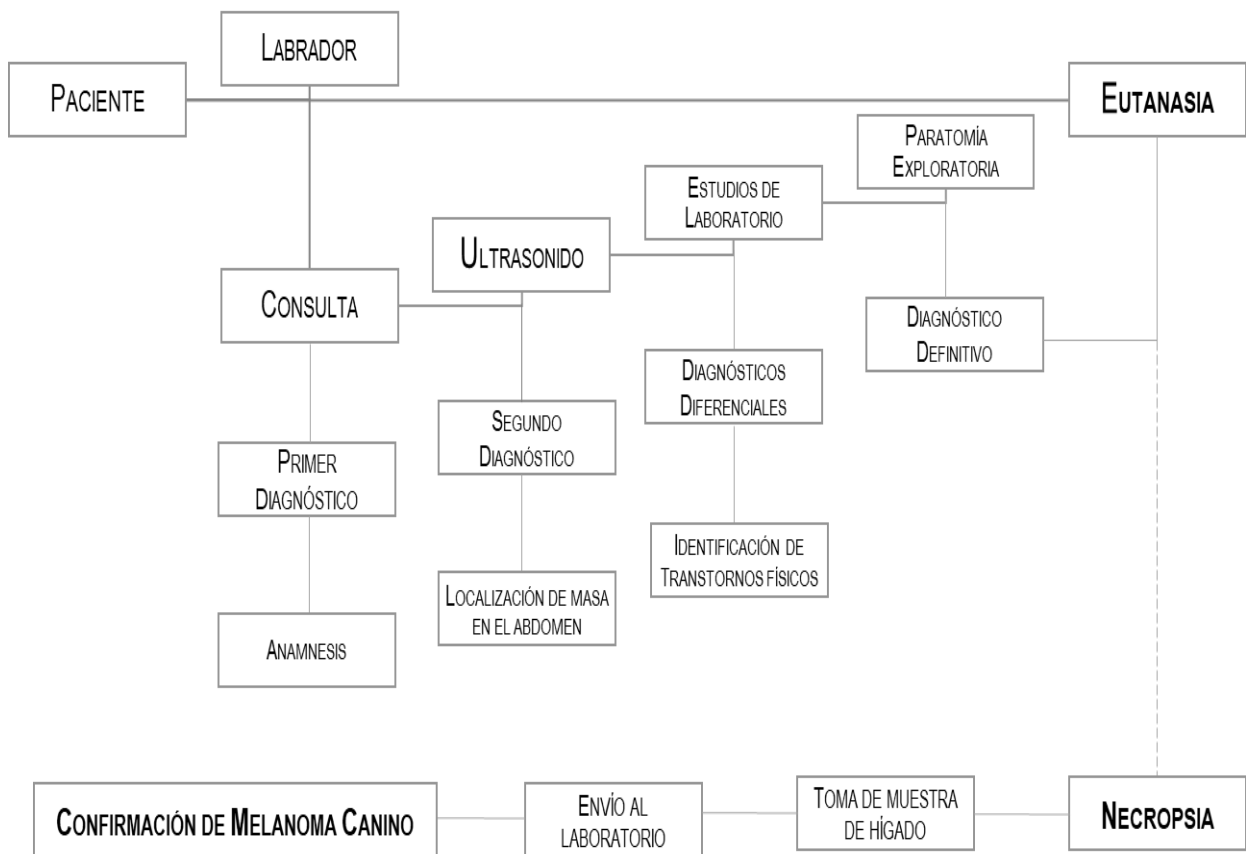 LABRADOR
PACIENTE
EUTANASIA
PARATOMÍA
EXPLORATORIA
ESTUDIOS DE
LABORATORIO
ULTRASONIDO
CONSULTA
DIAGNÓSTICO
DEFINITIVO
DIAGNÓSTICOS
DIFERENCIALES
SEGUNDO
DIAGNÓSTICO
PRIMER
DIAGNÓSTICO
IDENTIFICACIÓN DE
TRANSTORNOS FÍSICOS
LOCALIZACIÓN DE MASA
EN EL ABDOMEN
ANAMNESIS
CONFIRMACIÓN DE MELANOMA CANINO
ENVÍO AL
LABORATORIO
TOMA DE MUESTRA
DE HÍGADO
NECROPSIA